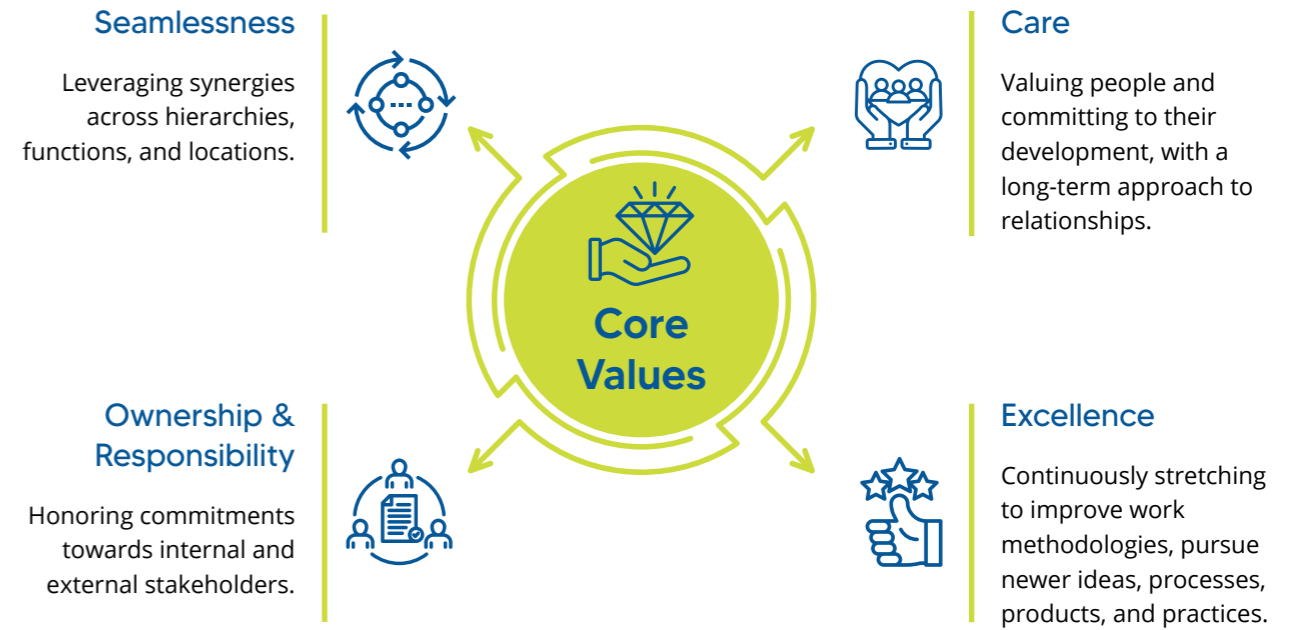 Seamlessness
Leveraging synergies
across hierarchies,
functions, and locations.
Care
Valuing people and
committing to their
development, with a
long-term approach to
relationships.
Core
Values
Ownership &
Responsibility
Honoring commitments
towards internal and
external stakeholders.
Excellence
Continuously stretching
to improve work
methodologies, pursue
newer ideas, processes,
products, and practices.